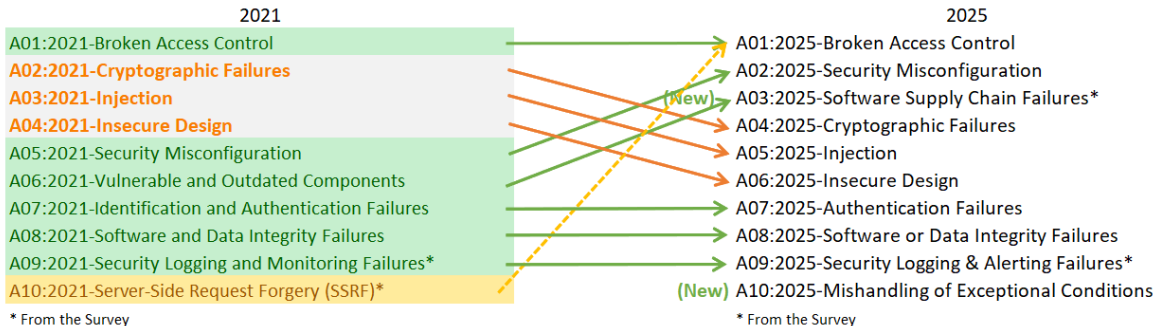 2021
A01:2021-Broken Access Control
A02:2021-Cryptographic Failures
A03:2021-Injection
A04:2021-Insecure Design
A05:2021-Security Misconfiguration
A06:2021-Vulnerable and Outdated Components
A07:2021-Identification and Authentication Failures
A08:2021-Software and Data Integrity Failures
A09:2021-Security Logging and Monitoring Failures*
A10:2021-Server-Side Request Forgery (SSRF)*
* From the Survey
2025
A01:2025-Broken Access Control
A02:2025-Security Misconfiguration
(New) A03:2025-Software Supply Chain Failures*
A04:2025-Cryptographic Failures
A05:2025-Injection
A06:2025-Insecure Design
A07:2025-Authentication Failures
A08:2025-Software or Data Integrity Failures
A09:2025-Security Logging & Alerting Failures*
(New) A10:2025-Mishandling of Exceptional Conditions
* From the Survey